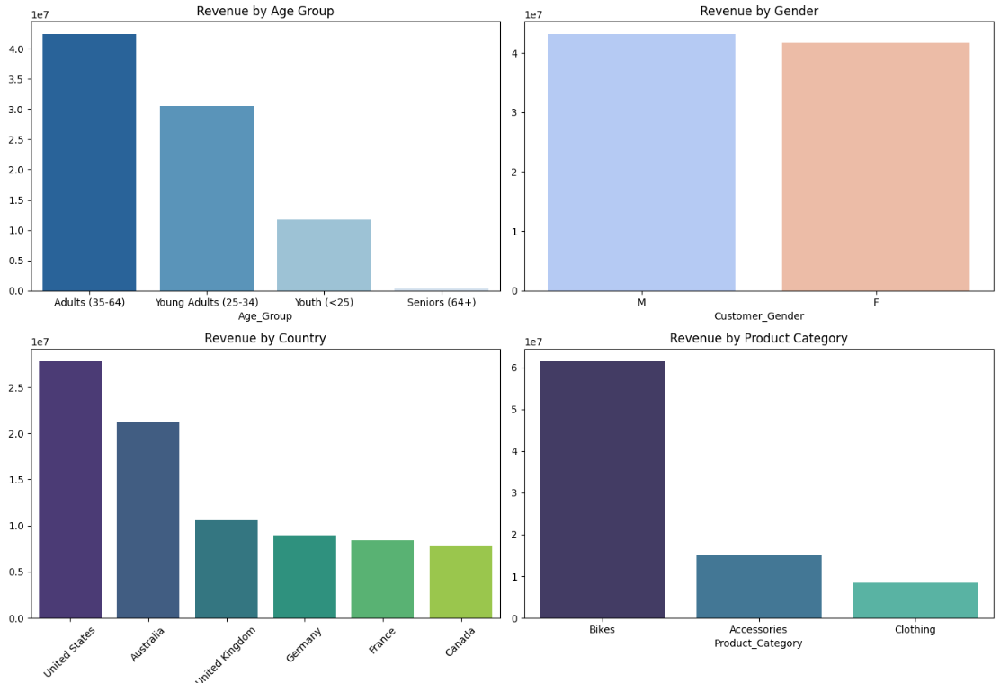 Revenue by Age Group
1e7
4.0
3.5
3.0
2.5
2.0
1.5
1.0
0.5
0.0
Adults (35-64) Young Adults (25-34) Youth (<25) Seniors (64+)
Age_Group
Revenue by Gender
1e7
4
3
2
1
0
M F
Customer_Gender
Revenue by Country
1e7
2.5
2.0
1.5
1.0
0.5
0.0
United States Australia United Kingdom Germany France Canada
Revenue by Product Category
1e7
6
5
4
3
2
1
0
Bikes Accessories Clothing
Product_Category